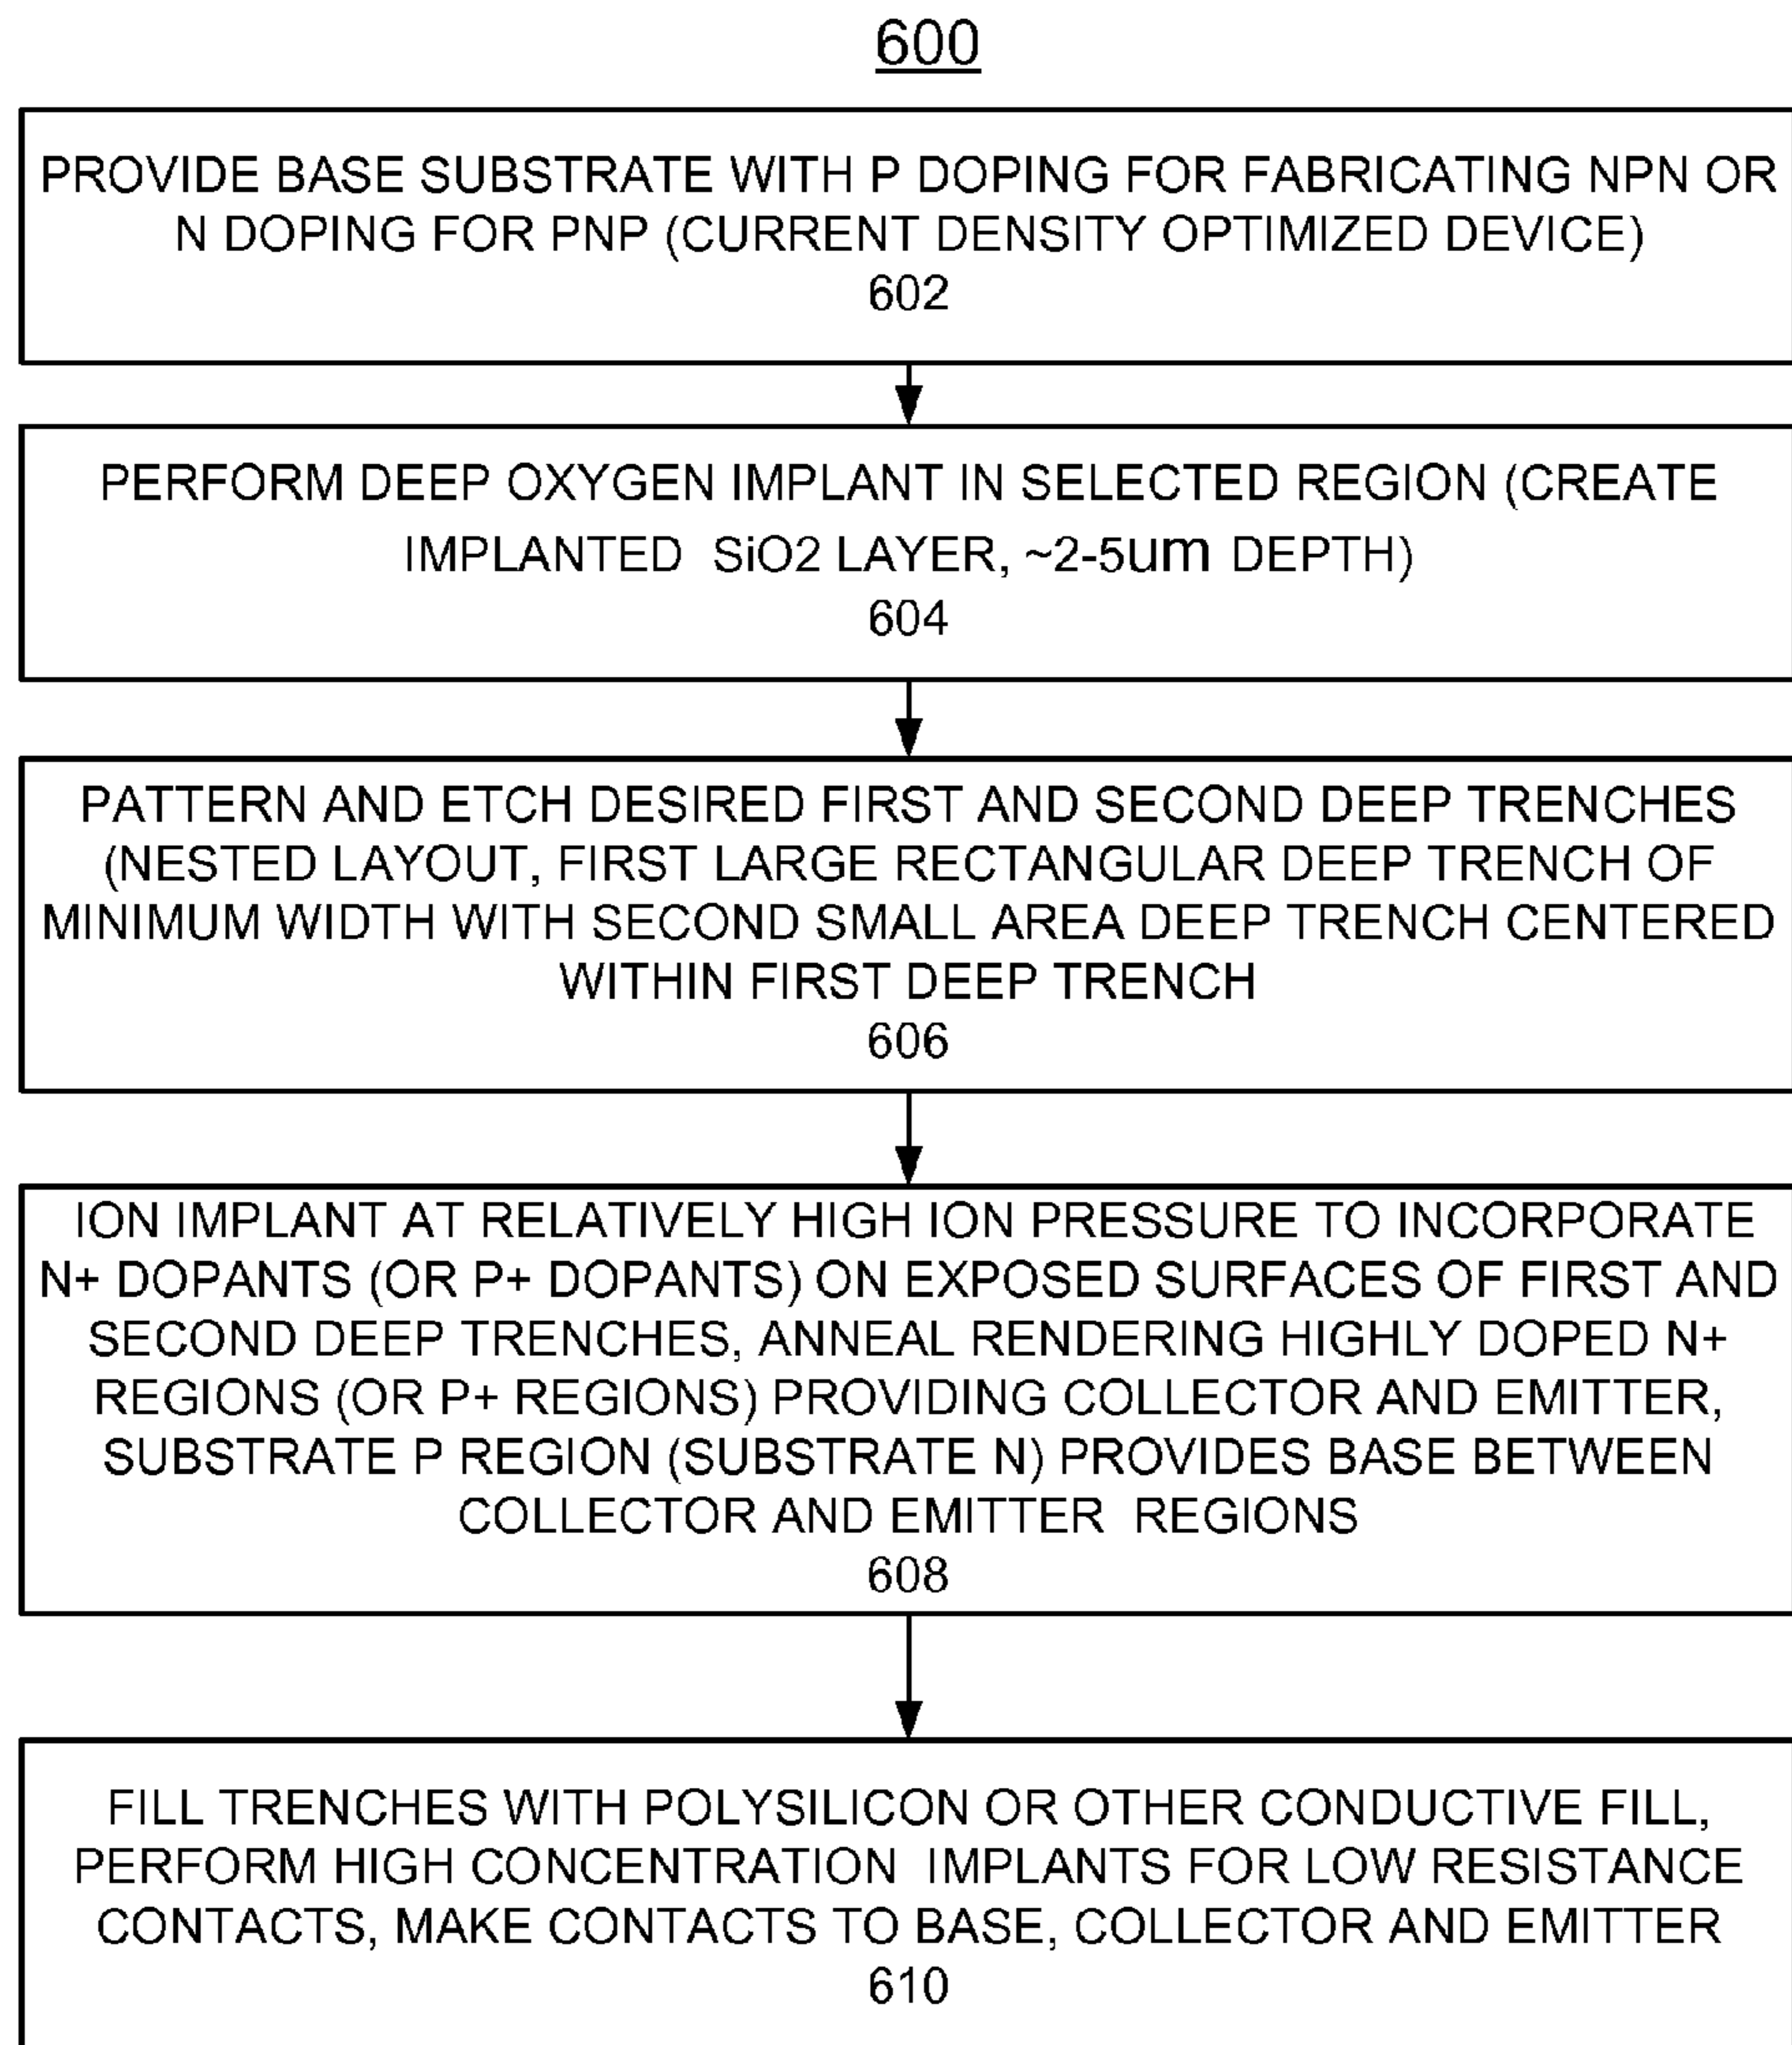 600
PROVIDE BASE SUBSTRATE WITH P DOPING FOR FABRICATING NPN OR
N DOPING FOR PNP (CURRENT DENSITY OPTIMIZED DEVICE)
602
PERFORM DEEP OXYGEN IMPLANT IN SELECTED REGION (CREATE
IMPLANTED SiO2 LAYER, ~2-5um DEPTH)
604
PATTERN AND ETCH DESIRED FIRST AND SECOND DEEP TRENCHES
(NESTED LAYOUT, FIRST LARGE RECTANGULAR DEEP TRENCH OF
MINIMUM WIDTH WITH SECOND SMALL AREA DEEP TRENCH CENTERED
WITHIN FIRST DEEP TRENCH
606
ION IMPLANT AT RELATIVELY HIGH ION PRESSURE TO INCORPORATE
N+ DOPANTS (OR P+ DOPANTS) ON EXPOSED SURFACES OF FIRST AND
SECOND DEEP TRENCHES, ANNEAL RENDERING HIGHLY DOPED N+
REGIONS (OR P+ REGIONS) PROVIDING COLLECTOR AND EMITTER,
SUBSTRATE P REGION (SUBSTRATE N) PROVIDES BASE BETWEEN
COLLECTOR AND EMITTER REGIONS
608
FILL TRENCHES WITH POLYSILICON OR OTHER CONDUCTIVE FILL,
PERFORM HIGH CONCENTRATION IMPLANTS FOR LOW RESISTANCE
CONTACTS, MAKE CONTACTS TO BASE, COLLECTOR AND EMITTER
610